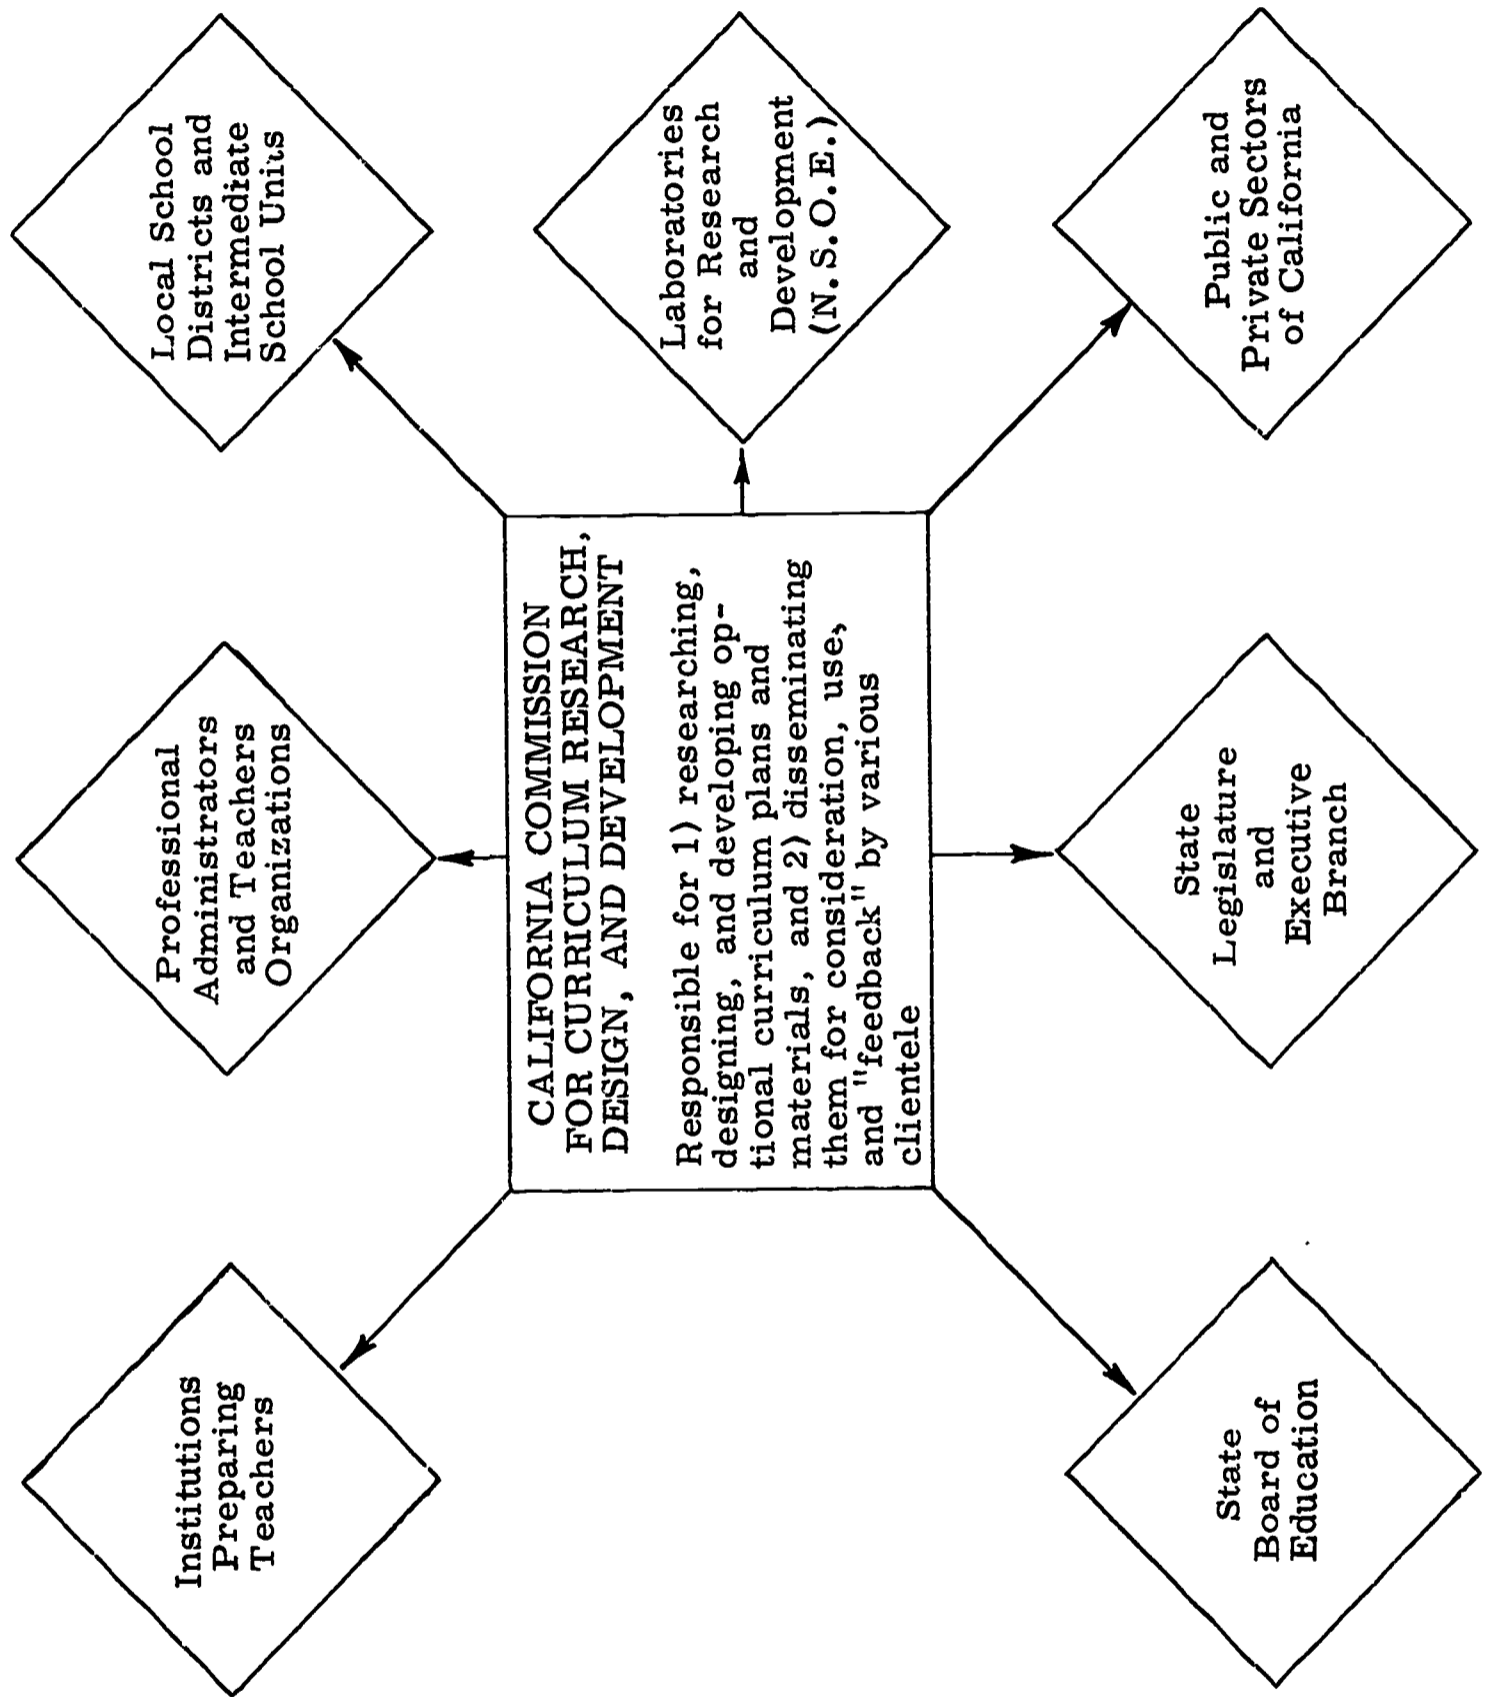 Institutions
Preparing
Teachers
Professional
Administrators
and Teachers
Organizations
Local School
Districts and
Intermediate
School Units
CALIFORNIA COMMISSION
FOR CURRICULUM RESEARCH,
DESIGN, AND DEVELOPMENT
Responsible for 1) researching,
designing, and developing op-
tional curriculum plans and
materials, and 2) disseminating
them for consideration, use,
and "feedback" by various
clientele
Laboratories
for Research
and
Development
(N.S.O.E.)
State
Board of
Education
State
Legislature
and
Executive
Branch
Public and
Private Sectors
of California